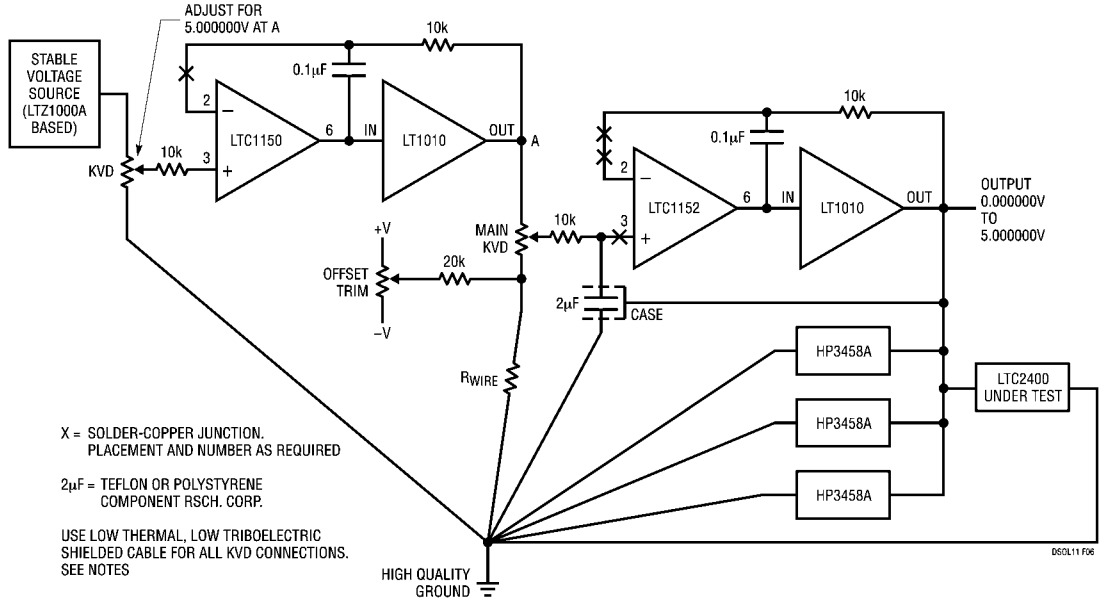 ADJUST FOR
5.000000V AT A
STABLE
VOLTAGE
SOURCE
(LTZ1000A
BASED)
KVD
10k
2
3
−
+
LTC1150
6
0.1µF
10k
IN
LT1010
OUT
A
+V
OFFSET
TRIM
−V
20k
MAIN
KVD
10k
RWIRE
2
3
−
+
LTC1152
6
0.1µF
10k
IN
LT1010
OUT
OUTPUT
0.000000V
TO
5.000000V
2µF
CASE
HP3458A
HP3458A
HP3458A
LTC2400
UNDER TEST
X = SOLDER-COPPER JUNCTION.
PLACEMENT AND NUMBER AS REQUIRED
2µF = TEFLON OR POLYSTYRENE
COMPONENT RSCH. CORP.
USE LOW THERMAL, LOW TRIBOELECTRIC
SHIELDED CABLE FOR ALL KVD CONNECTIONS.
SEE NOTES
HIGH QUALITY
GROUND
DSOL11 F06